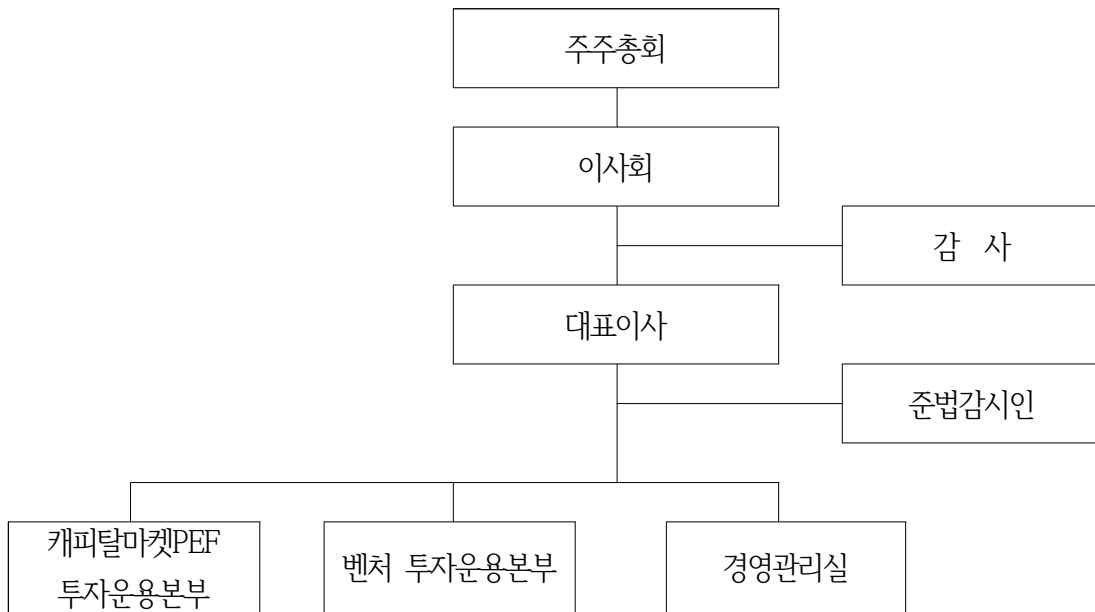 주주총회
이사회
감 사
대표이사
준법감시인
캐피탈마켓PEF
투자운용본부
벤처 투자운용본부
경영관리실